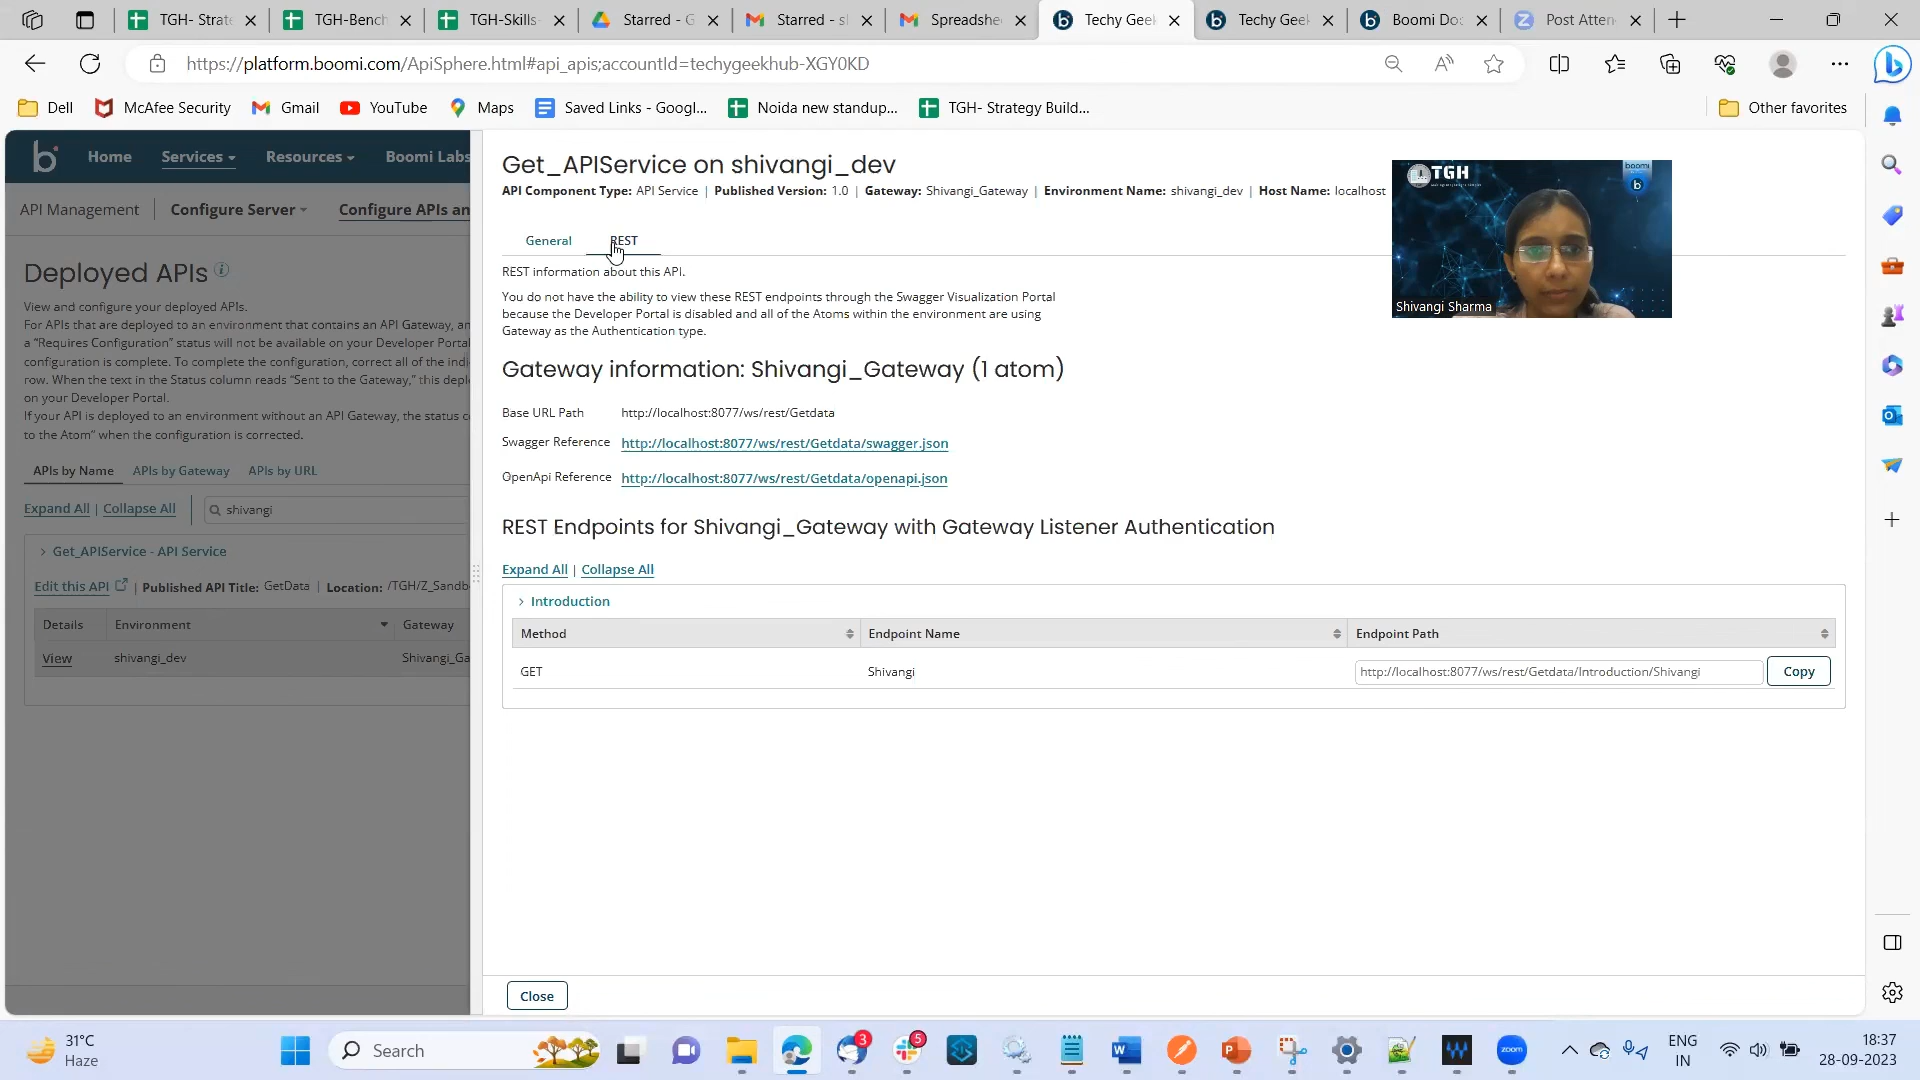 TGH- Strate
TGH-Bench
TGH-Skills-
Starred - G
Starred - s
Spreadshe
Techy Geek
Techy Geek
Boomi Doc
Post Atten
https://platform.boomi.com/ApiSphere.html#api_apis;accountId=techygeekhub-XGY0KD
Dell
McAfee Security
Gmail
YouTube
Maps
Saved Links - Googl...
Noida new standup...
TGH- Strategy Build...
Other favorites
Home
Services
Resources
Boomi Labs
API Management
Configure Server
Configure APIs an
Deployed APIs
View and configure your deployed APIs.
For APIs that are deployed to an environment that contains an API Gateway, an
a "Requires Configuration" status will not be available on your Developer Portal
configuration is complete. To complete the configuration, correct all of the indi
row. When the text in the Status column reads "Sent to the Gateway," this depl
on your Developer Portal.
If your API is deployed to an environment without an API Gateway, the status c
to the Atom" when the configuration is corrected.
APIs by Name
APIs by Gateway
APIs by URL
Expand All | Collapse All
shivangi
Get_APIService - API Service
Edit this API | Published API Title: GetData | Location: /TGH/Z_Sandb
Details
Environment
Gateway
View
shivangi_dev
Shivangi_Ga
Get_APIService on shivangi_dev
API Component Type: API Service | Published Version: 1.0 | Gateway: Shivangi_Gateway | Environment Name: shivangi_dev | Host Name: localhost
General
REST
REST information about this API.
You do not have the ability to view these REST endpoints through the Swagger Visualization Portal
because the Developer Portal is disabled and all of the Atoms within the environment are using
Gateway as the Authentication type.
Gateway information: Shivangi_Gateway (1 atom)
Base URL Path
http://localhost:8077/ws/rest/Getdata
Swagger Reference
http://localhost:8077/ws/rest/Getdata/swagger.json
OpenApi Reference
http://localhost:8077/ws/rest/Getdata/openapi.json
REST Endpoints for Shivangi_Gateway with Gateway Listener Authentication
Expand All | Collapse All
Introduction
Method
Endpoint Name
Endpoint Path
GET
Shivangi
http://localhost:8077/ws/rest/Getdata/Introduction/Shivangi
Copy
Close
TGH
boomi
Shivangi Sharma
31°C
Haze
Search
3
5
zoom
ENG
IN
18:37
28-09-2023